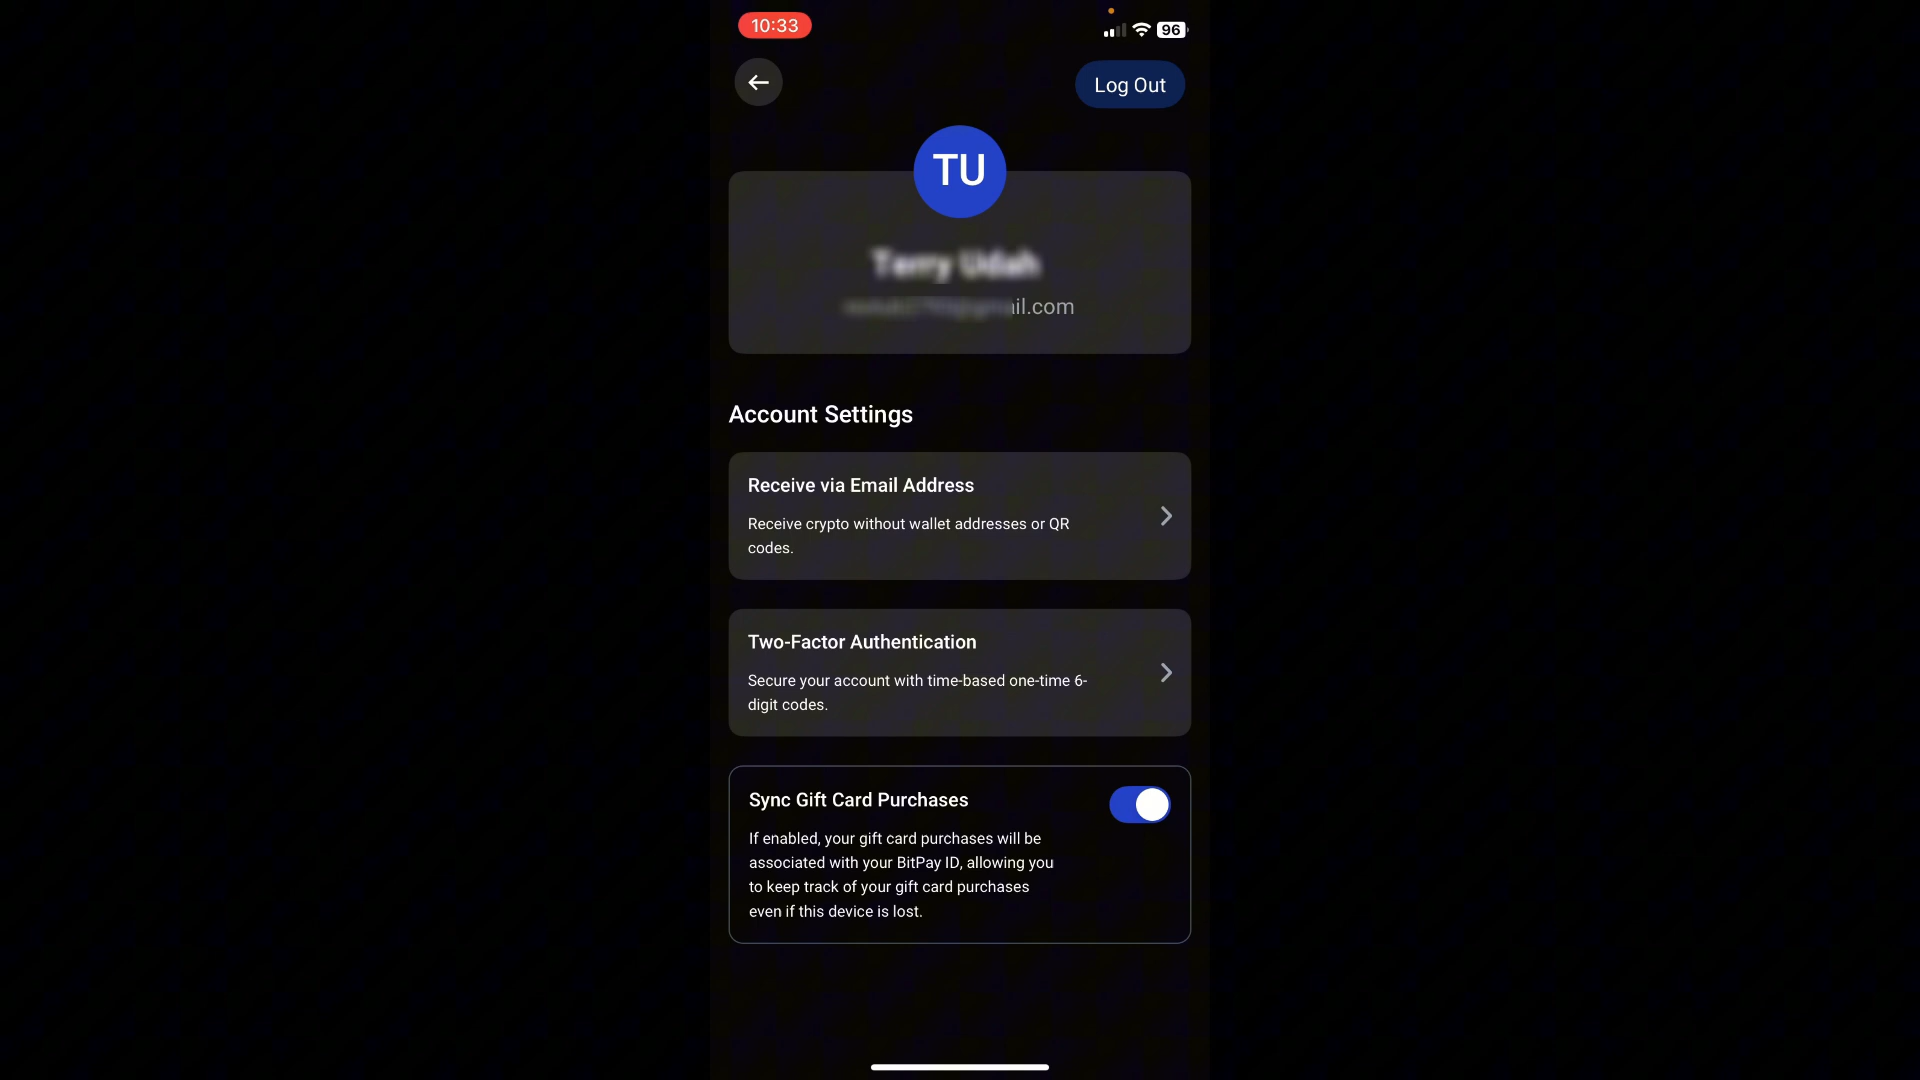 10:33
96
Log Out
TU
il.com
Account Settings
Receive via Email Address
Receive crypto without wallet addresses or QR
codes.
Two-Factor Authentication
Secure your account with time-based one-time 6-
digit codes.
Sync Gift Card Purchases
If enabled, your gift card purchases will be
associated with your BitPay ID, allowing you
to keep track of your gift card purchases
even if this device is lost.